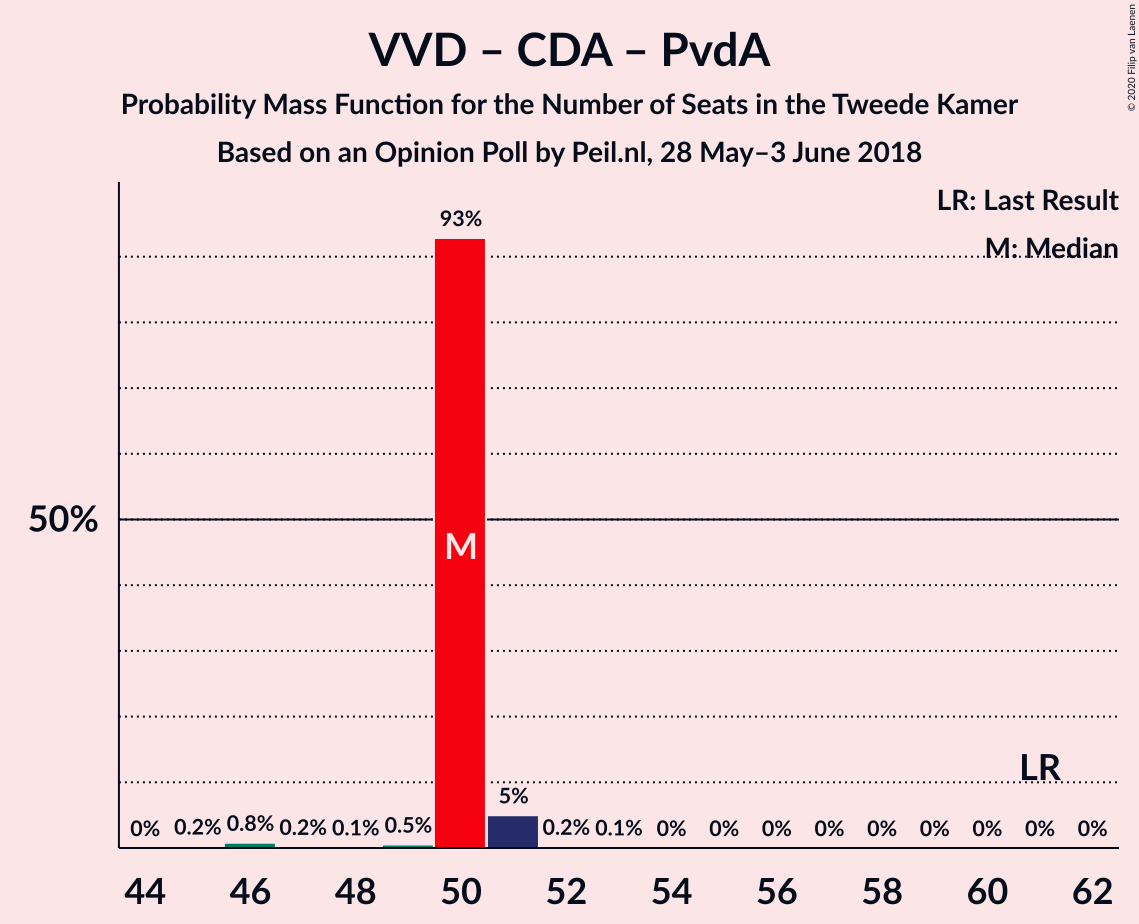 VVD – CDA – PvdA
Probability Mass Function for the Number of Seats in the Tweede Kamer
Based on an Opinion Poll by Peil.nl, 28 May–3 June 2018
© 2020 Filip van Laenen
LR: Last Result
M: Median
93%
50%
M
LR
0% 0.2% 0.8% 0.2% 0.1% 0.5% 5% 0.2% 0.1% 0% 0% 0% 0% 0% 0% 0% 0% 0%
44 46 48 50 52 54 56 58 60 62